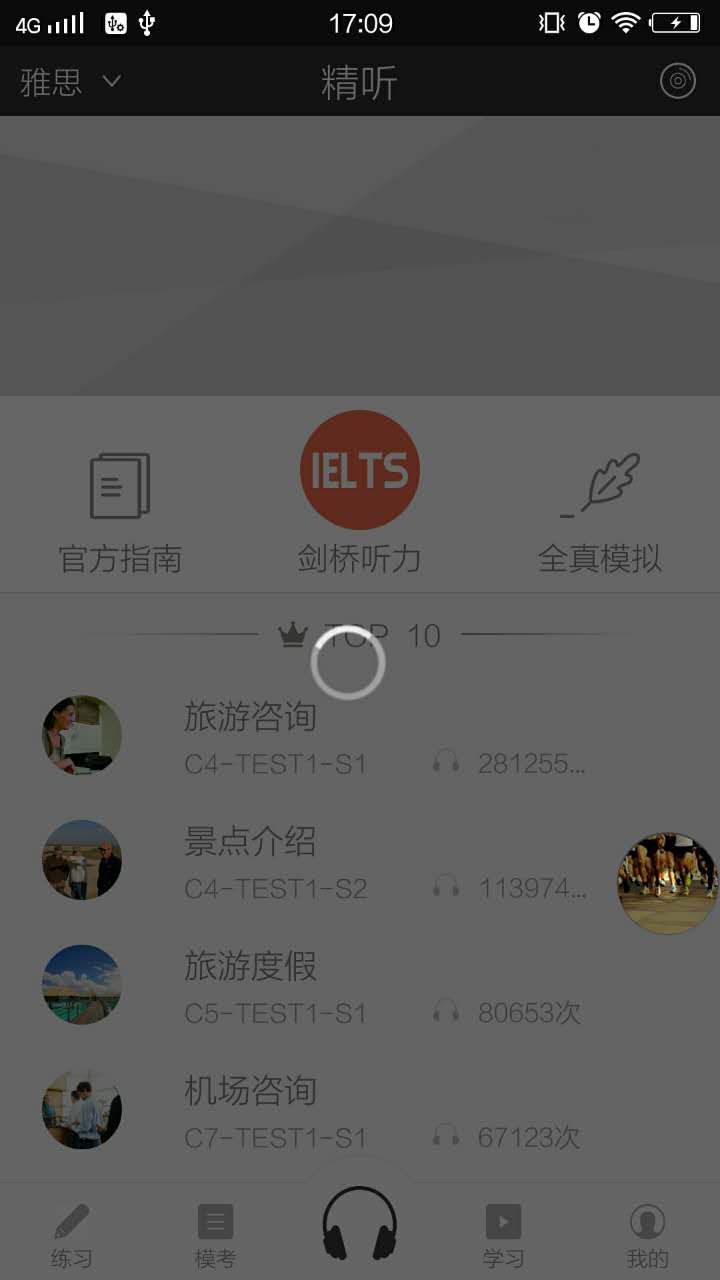 4G 17:09
雅思 精听
IELTS
官方指南 剑桥听力 全真模拟
TOP 10
旅游咨询
C4-TEST1-S1 281255...
景点介绍
C4-TEST1-S2 113974...
旅游度假
C5-TEST1-S1 80653次
机场咨询
C7-TEST1-S1 67123次
练习 模考 学习 我的